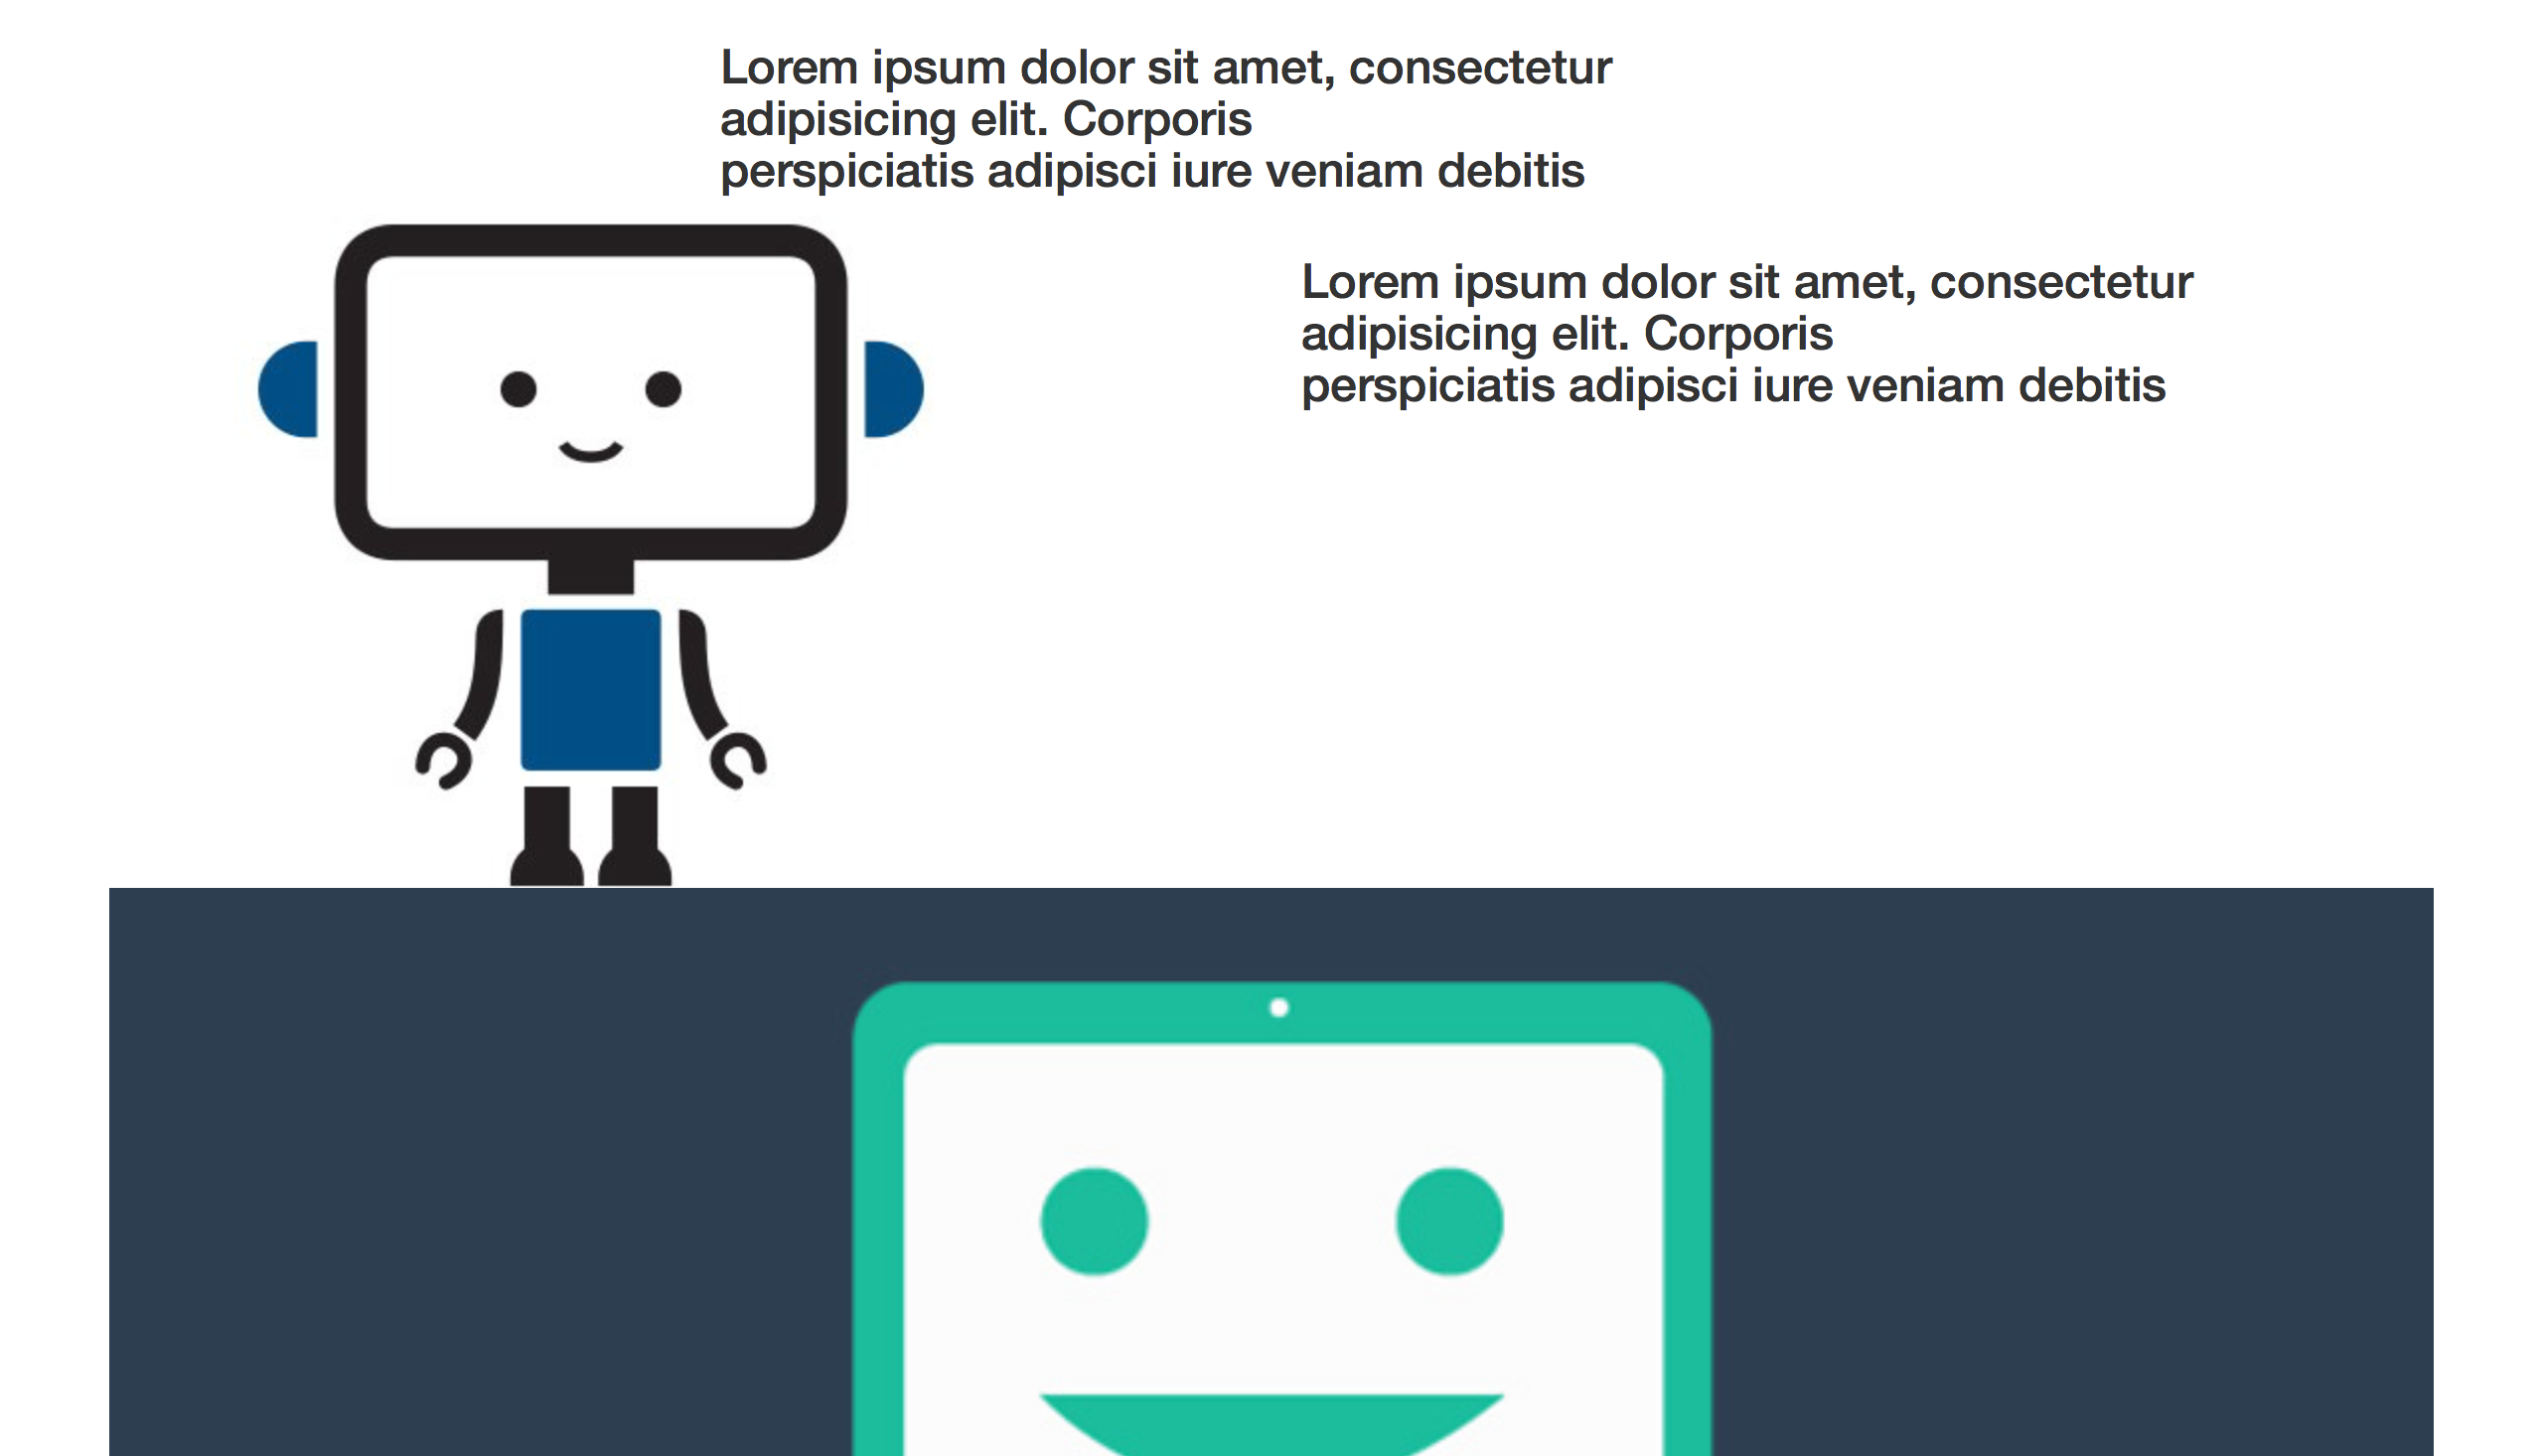 Lorem ipsum dolor sit amet, consectetur
adipisicing elit. Corporis
perspiciatis adipisci iure veniam debitis
Lorem ipsum dolor sit amet, consectetur
adipisicing elit. Corporis
perspiciatis adipisci iure veniam debitis